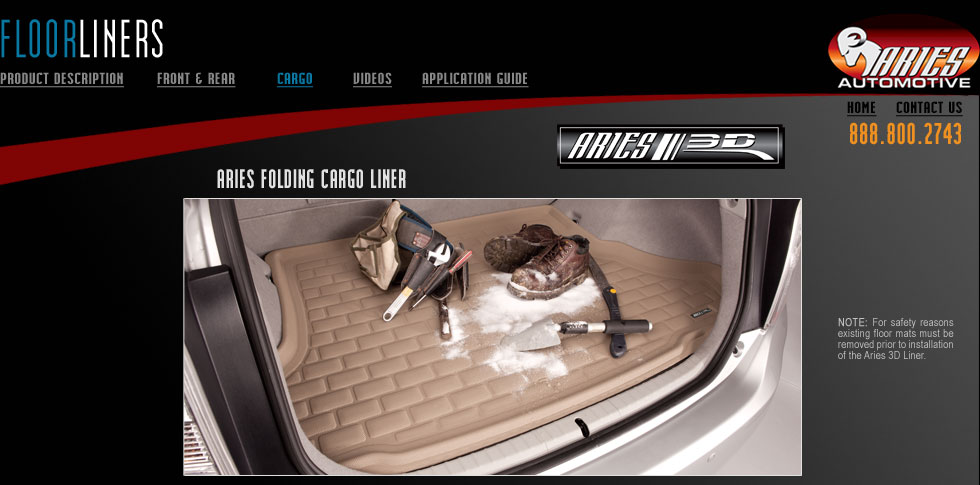 FLOORLINERS
PRODUCT DESCRIPTION FRONT & REAR CARGO VIDEOS APPLICATION GUIDE
ARIES
AUTOMOTIVE
HOME CONTACT US
888.800.2743
ARIES 3D
ARIES FOLDING CARGO LINER
NOTE: For safety reasons
existing floor mats must be
removed prior to installation
of the Aries 3D Liner.